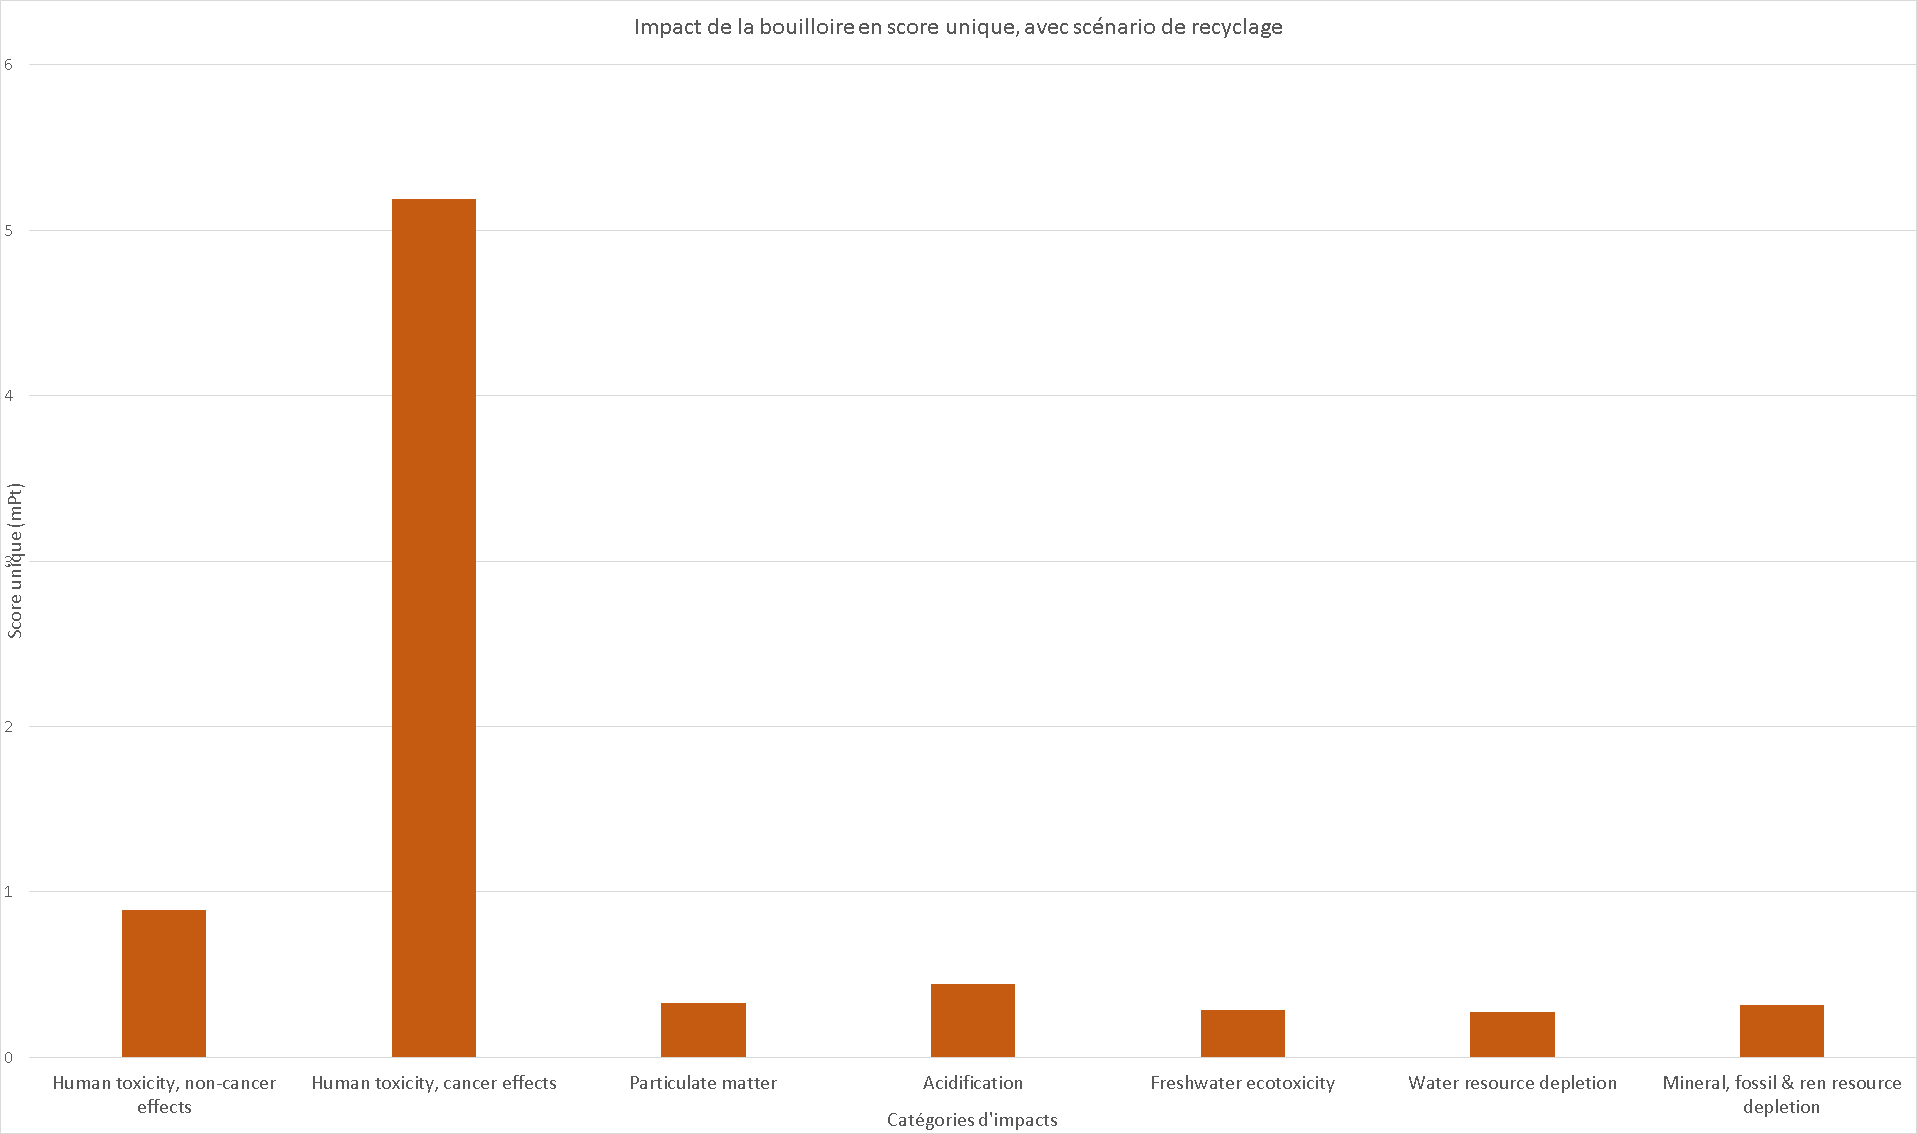 Impact de la bouilloire en score unique, avec scénario de recyclage
6
5
4
3
2
1
0
Score unique (mPt)
Human toxicity, non-cancer
effects
Human toxicity, cancer effects
Particulate matter
Acidification
Freshwater ecotoxicity
Water resource depletion
Mineral, fossil & ren resource
depletion
Catégories d'impacts